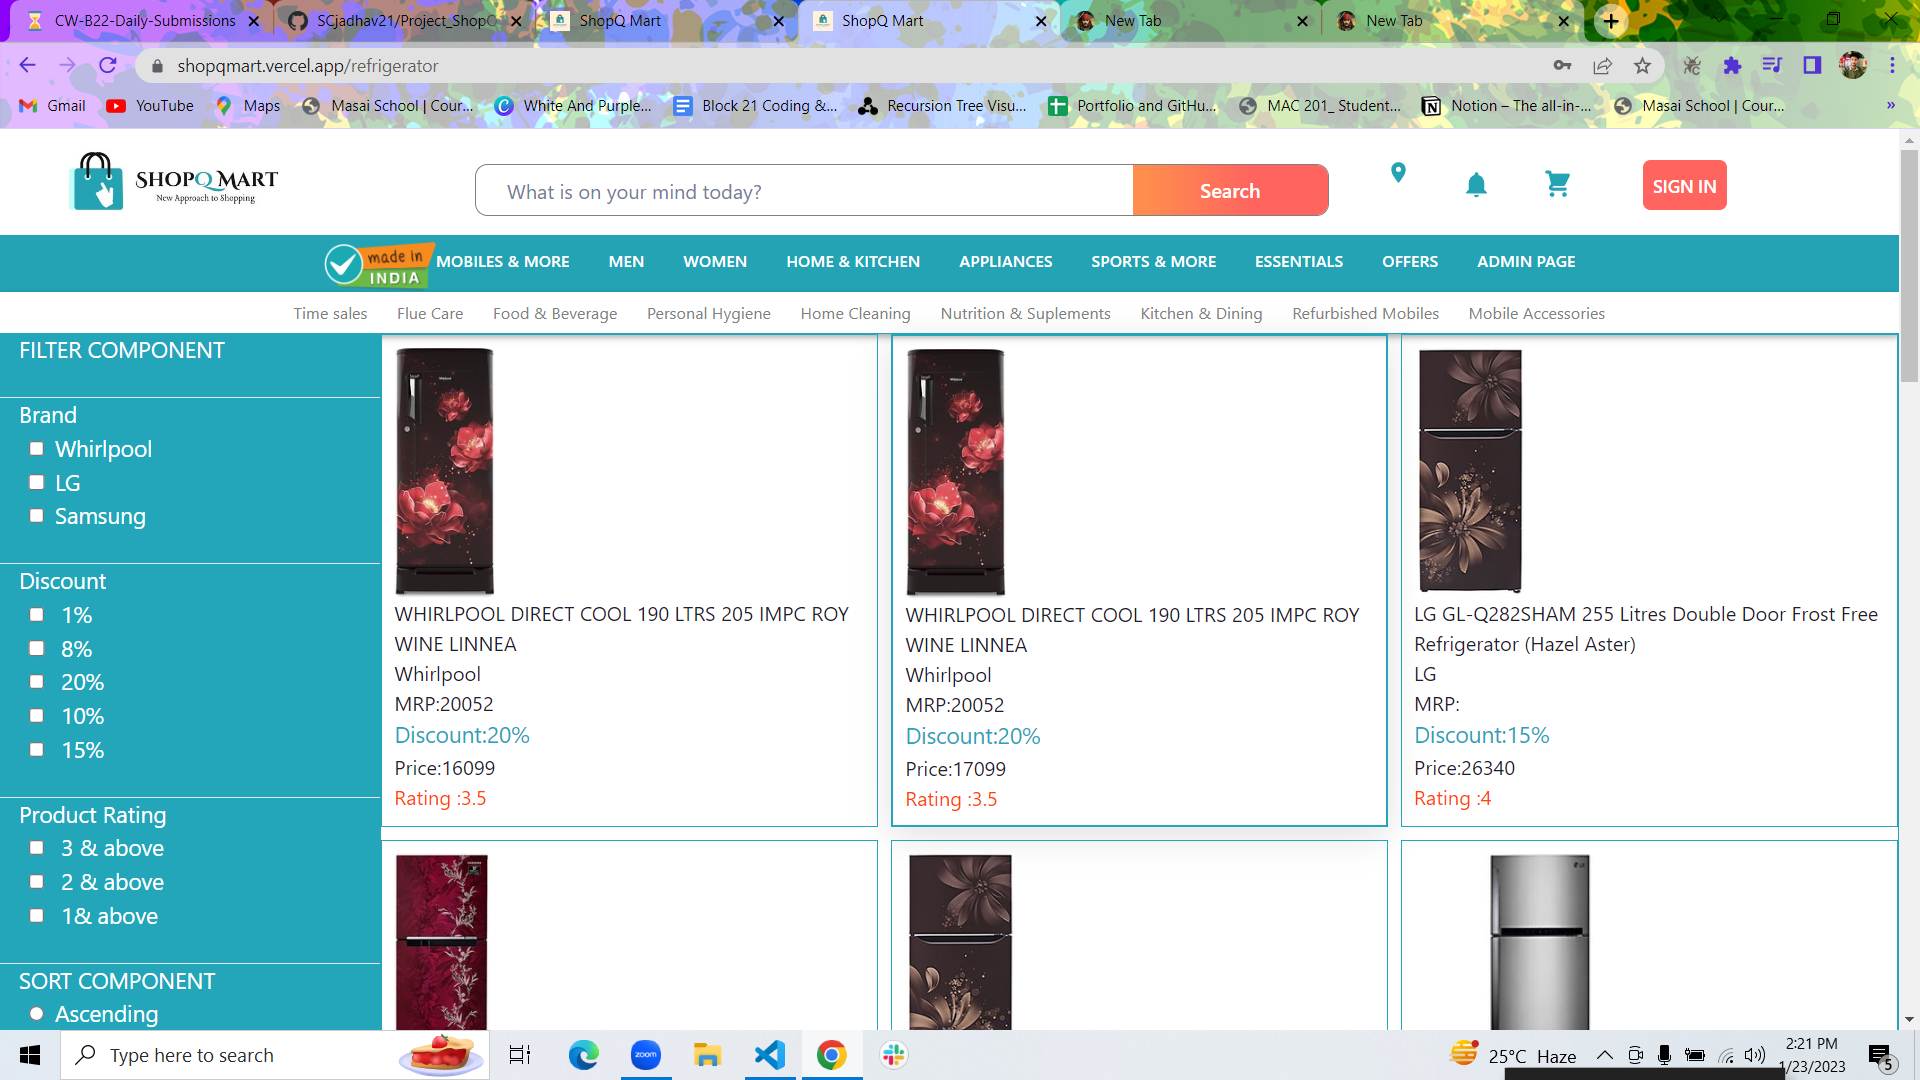 CW-B22-Daily-Submissions
SCjadhav21/Project_ShopQ
ShopQ Mart
ShopQ Mart
New Tab
New Tab
shopqmart.vercel.app/refrigerator
Gmail
YouTube
Maps
Masai School | Cour...
White And Purple...
Block 21 Coding &...
Recursion Tree Visu...
Portfolio and GitHu...
MAC 201_ Student...
Notion – The all-in-...
Masai School | Cour...
»
SHOPQ MART
New Approach to Shopping
What is on your mind today?
Search
SIGN IN
made in
INDIA
MOBILES & MORE
MEN
WOMEN
HOME & KITCHEN
APPLIANCES
SPORTS & MORE
ESSENTIALS
OFFERS
ADMIN PAGE
Time sales
Flue Care
Food & Beverage
Personal Hygiene
Home Cleaning
Nutrition & Suplements
Kitchen & Dining
Refurbished Mobiles
Mobile Accessories
FILTER COMPONENT
Brand
Whirlpool
LG
Samsung
Discount
1%
8%
20%
10%
15%
Product Rating
3 & above
2 & above
1& above
SORT COMPONENT
Ascending
WHIRLPOOL DIRECT COOL 190 LTRS 205 IMPC ROY
WINE LINNEA
Whirlpool
MRP:20052
Discount:20%
Price:16099
Rating :3.5
WHIRLPOOL DIRECT COOL 190 LTRS 205 IMPC ROY
WINE LINNEA
Whirlpool
MRP:20052
Discount:20%
Price:17099
Rating :3.5
LG GL-Q282SHAM 255 Litres Double Door Frost Free
Refrigerator (Hazel Aster)
LG
MRP:
Discount:15%
Price:26340
Rating :4
Type here to search
zoom
25°C Haze
2:21 PM
1/23/2023
5